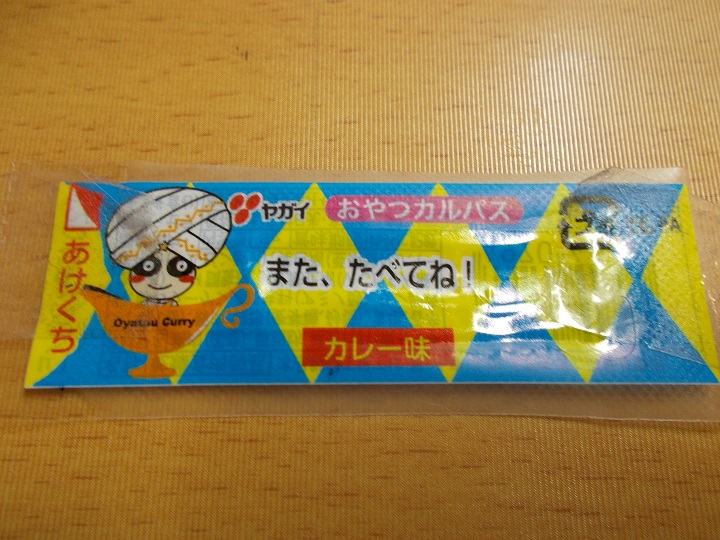 あけくち
ヤガイ
おやつカルパス
また、たべてね!
Oyatsu Curry
カレー味